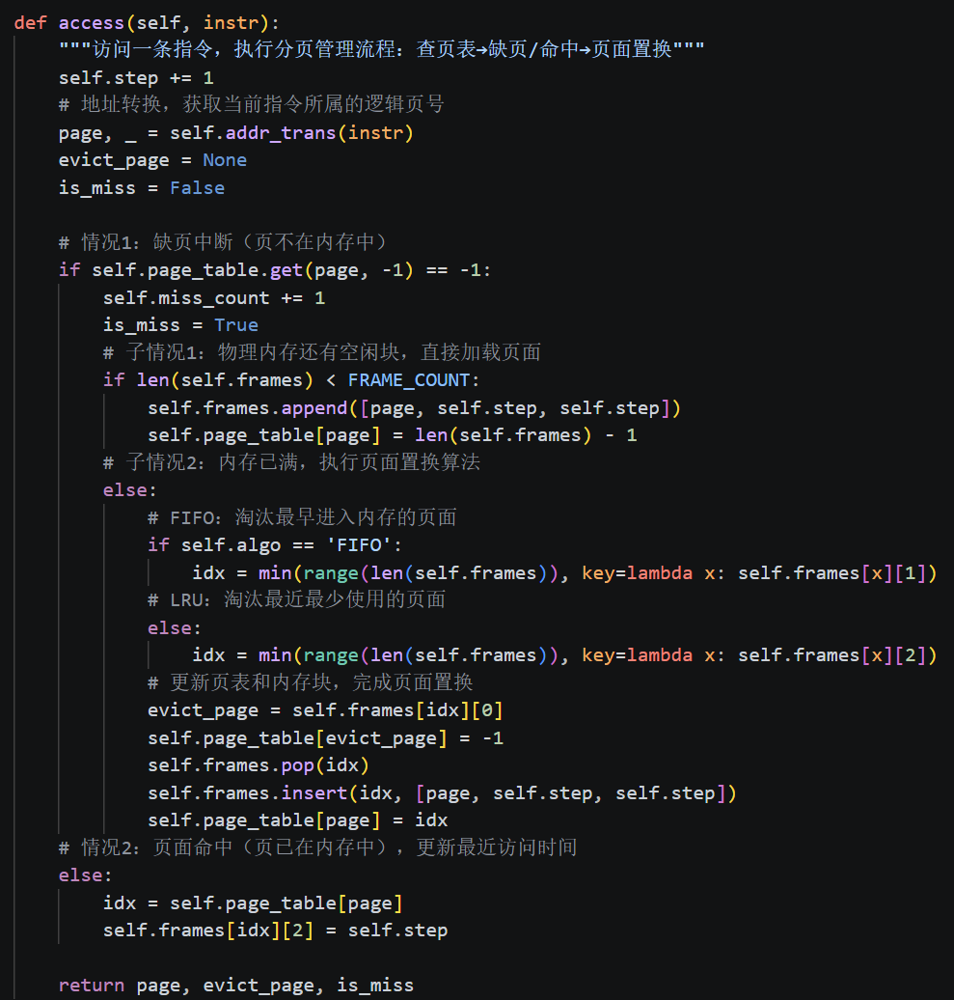 def access(self, instr):
    """访问一条指令，执行分页管理流程：查页表→缺页/命中→页面置换"""
    self.step += 1
    # 地址转换，获取当前指令所属的逻辑页号
    page, _ = self.addr_trans(instr)
    evict_page = None
    is_miss = False

    # 情况1：缺页中断（页不在内存中）
    if self.page_table.get(page, -1) == -1:
        self.miss_count += 1
        is_miss = True
        # 子情况1：物理内存还有空闲块，直接加载页面
        if len(self.frames) < FRAME_COUNT:
            self.frames.append([page, self.step, self.step])
            self.page_table[page] = len(self.frames) - 1
        # 子情况2：内存已满，执行页面置换算法
        else:
            # FIFO：淘汰最早进入内存的页面
            if self.algo == 'FIFO':
                idx = min(range(len(self.frames)), key=lambda x: self.frames[x][1])
            # LRU：淘汰最近最少使用的页面
            else:
                idx = min(range(len(self.frames)), key=lambda x: self.frames[x][2])
            # 更新页表和内存块，完成页面置换
            evict_page = self.frames[idx][0]
            self.page_table[evict_page] = -1
            self.frames.pop(idx)
            self.frames.insert(idx, [page, self.step, self.step])
            self.page_table[page] = idx
    # 情况2：页面命中（页已在内存中），更新最近访问时间
    else:
        idx = self.page_table[page]
        self.frames[idx][2] = self.step

    return page, evict_page, is_miss